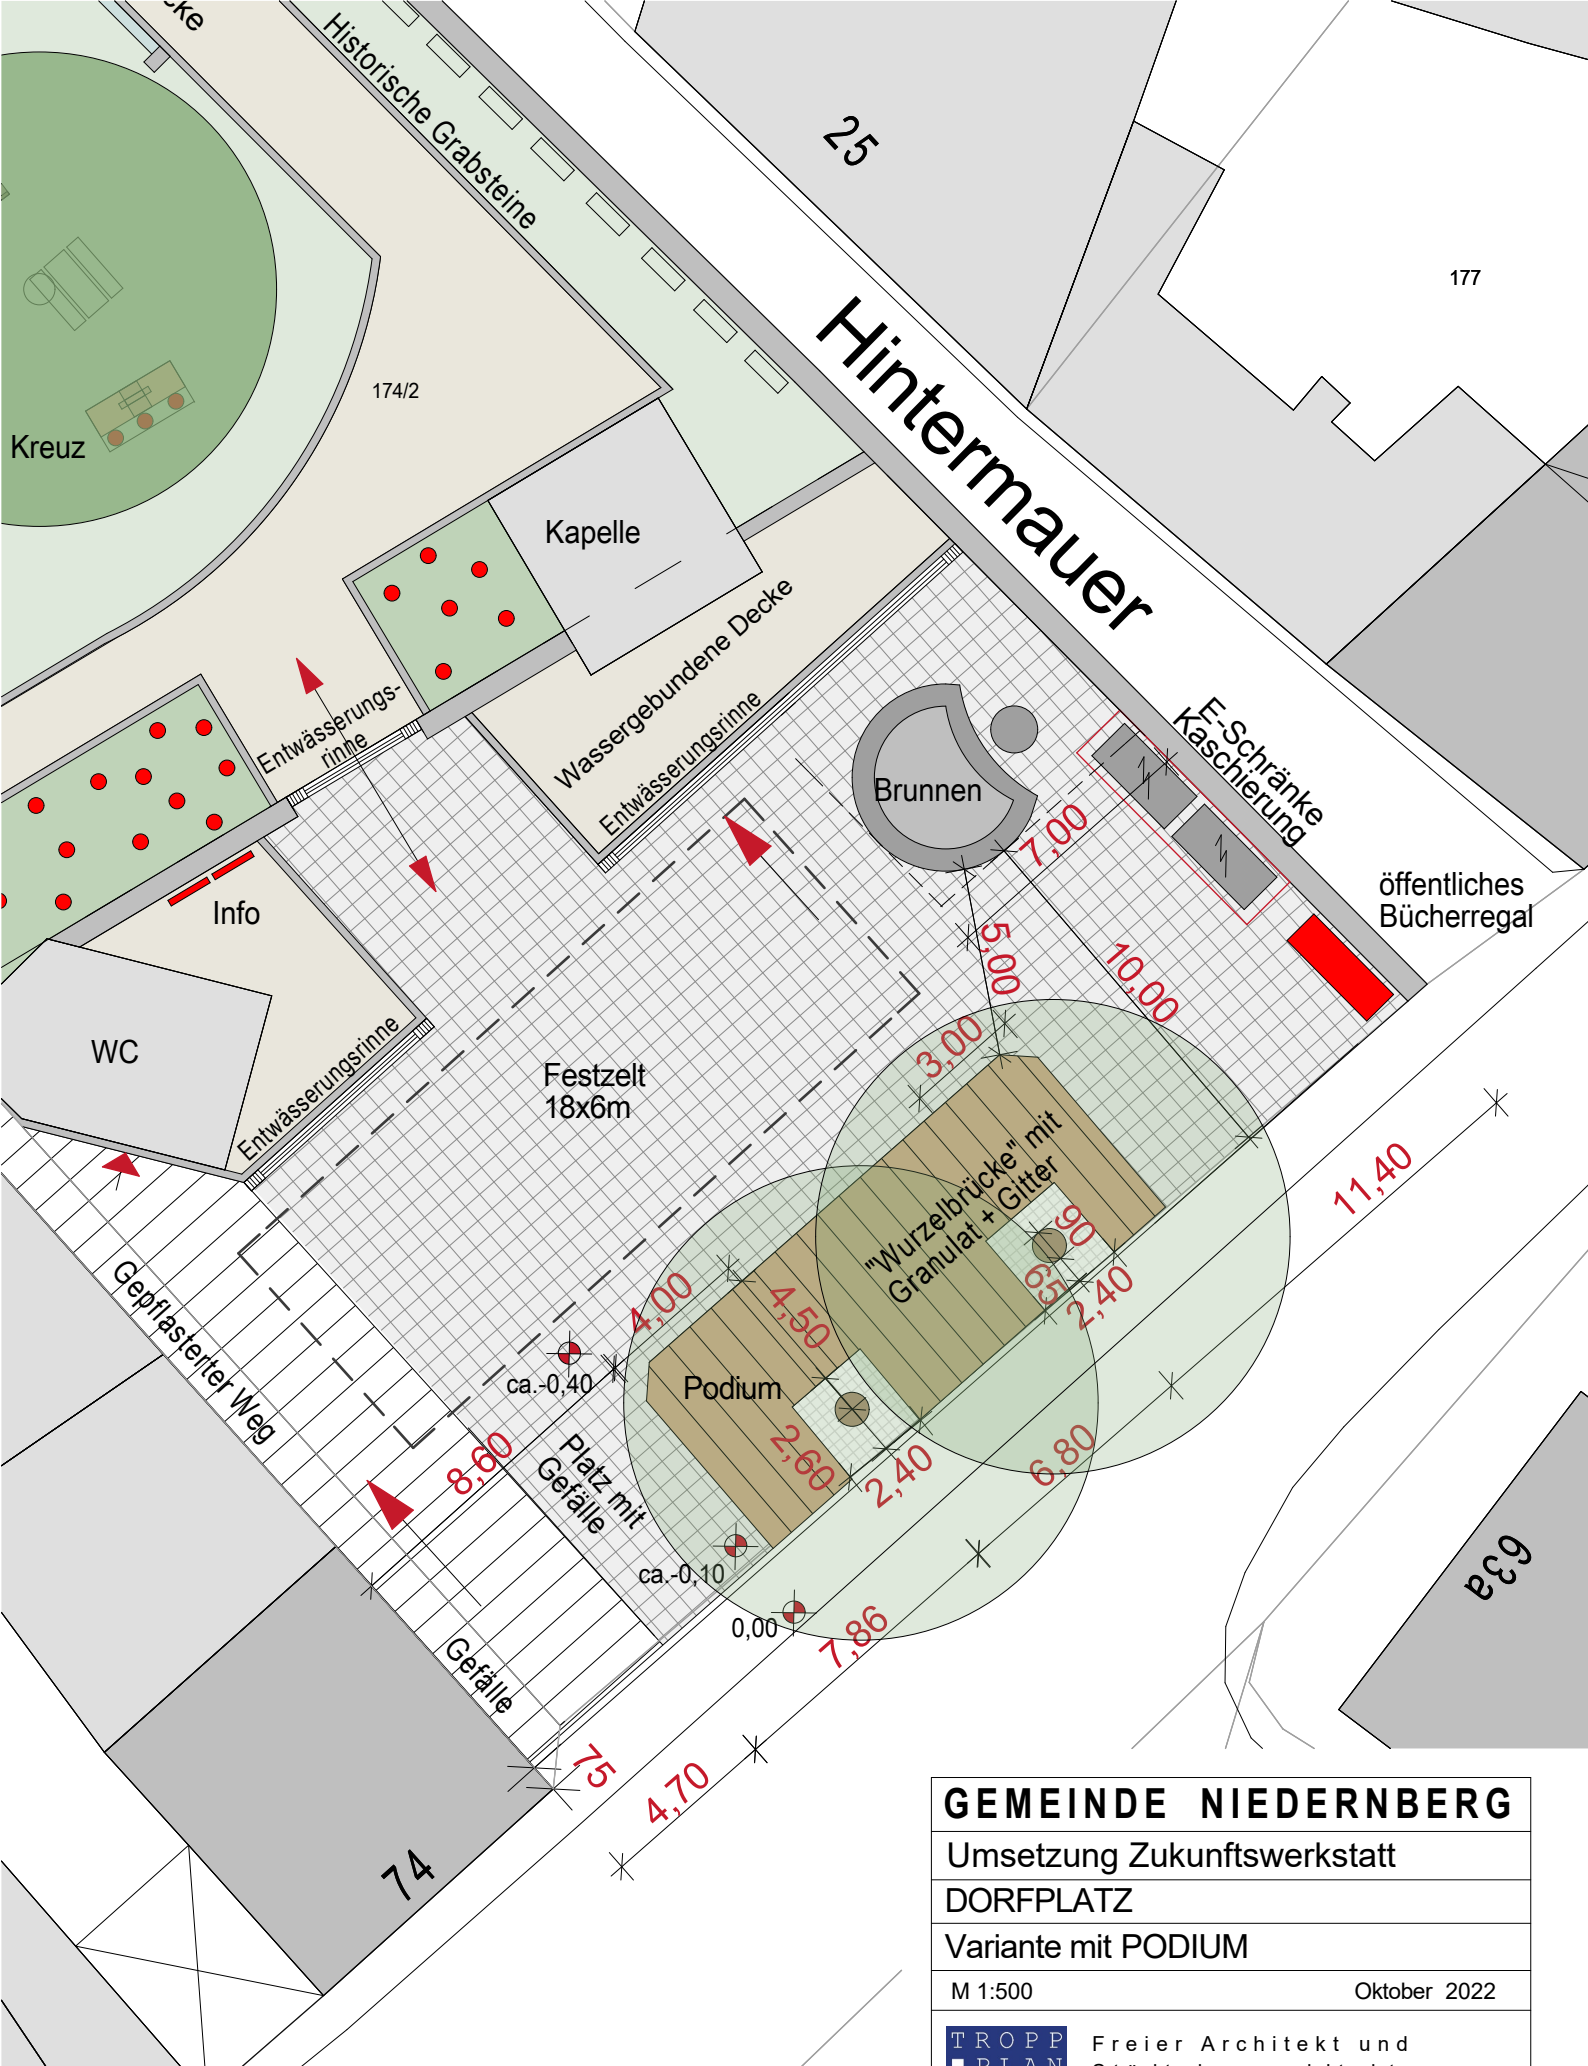 Historische Grabsteine
25
177
Hintermauer
174/2
Kreuz
Kapelle
Wassergebundene Decke
Entwässerungsrinne
Entwässerungs-
rinne
E-Schränke
Kaschierung
Brunnen
7,00
öffentliches
Bücherregal
Info
WC
Entwässerungsrinne
5,00
10,00
3,00
Festzelt
18x6m
"Wurzelbrücke" mit
Granulat + Gitter
90
65
2,40
11,40
4,00
4,50
ca.-0,40
Podium
Gepflasterter Weg
8,60
Platz mit
Gefälle
2,60
2,40
6,80
ca.-0,10
0,00
7,86
Gefälle
63a
75
4,70
74
GEMEINDE NIEDERNBERG
Umsetzung Zukunftswerkstatt
DORFPLATZ
Variante mit PODIUM
M 1:500 Oktober 2022
TROPP
PLAN
Freier Architekt und